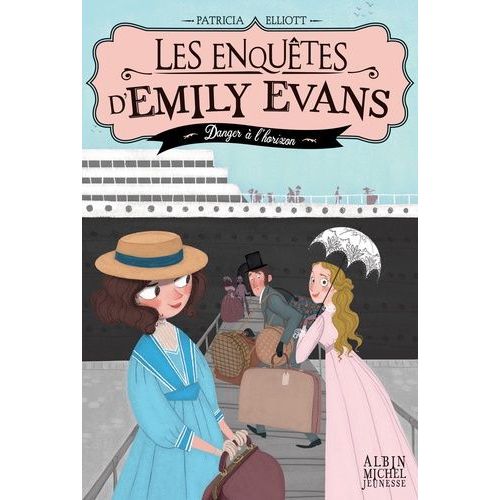 PATRICIA ELLIOTT
LES ENQUÊTES
D'EMILY EVANS
Danger à l'horizon
ALBIN
MICHEL
JEUNESSE